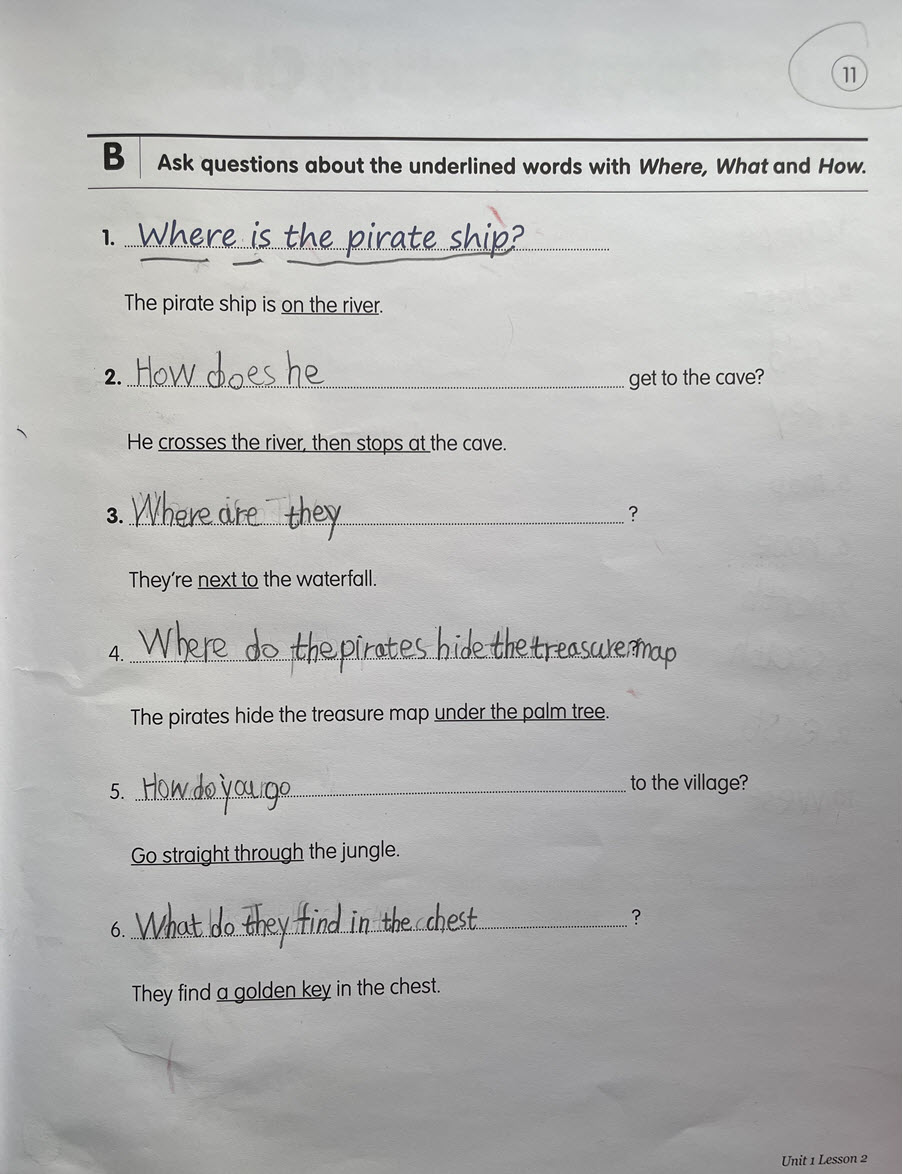 11
B Ask questions about the underlined words with Where, What and How.
1. Where is the pirate ship?
The pirate ship is on the river.
2. How does he get to the cave?
He crosses the river, then stops at the cave.
3. Where are they ?
They're next to the waterfall.
4. Where do the pirates hide the treasure map
The pirates hide the treasure map under the palm tree.
5. How do you go to the village?
Go straight through the jungle.
6. What do they find in the chest ?
They find a golden key in the chest.
Unit 1 Lesson 2